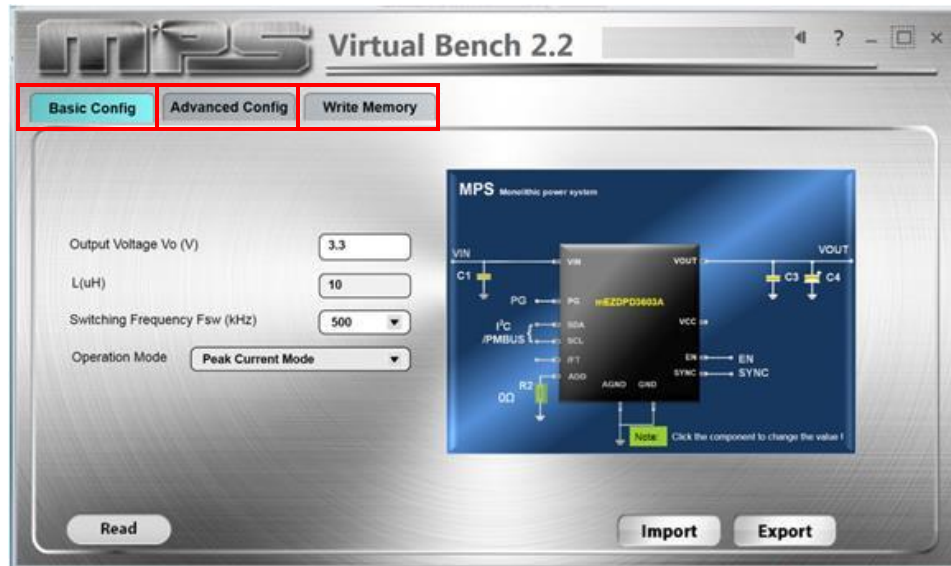 MPS Virtual Bench 2.2
? – ×
Basic Config Advanced Config Write Memory
Output Voltage Vo (V) 3.3
L(uH) 10
Switching Frequency Fsw (kHz) 500
Operation Mode Peak Current Mode
MPS Monolithic power system
VIN VIN VOUT VOUT
C1 C3 C4
PG PG mEZDPD3603A
I²C /PMBUS SDA VCC
SCL
IFT EN EN
ADD SYNC SYNC
R2 AGND GND
0Ω
Note: Click the component to change the value !
Read Import Export